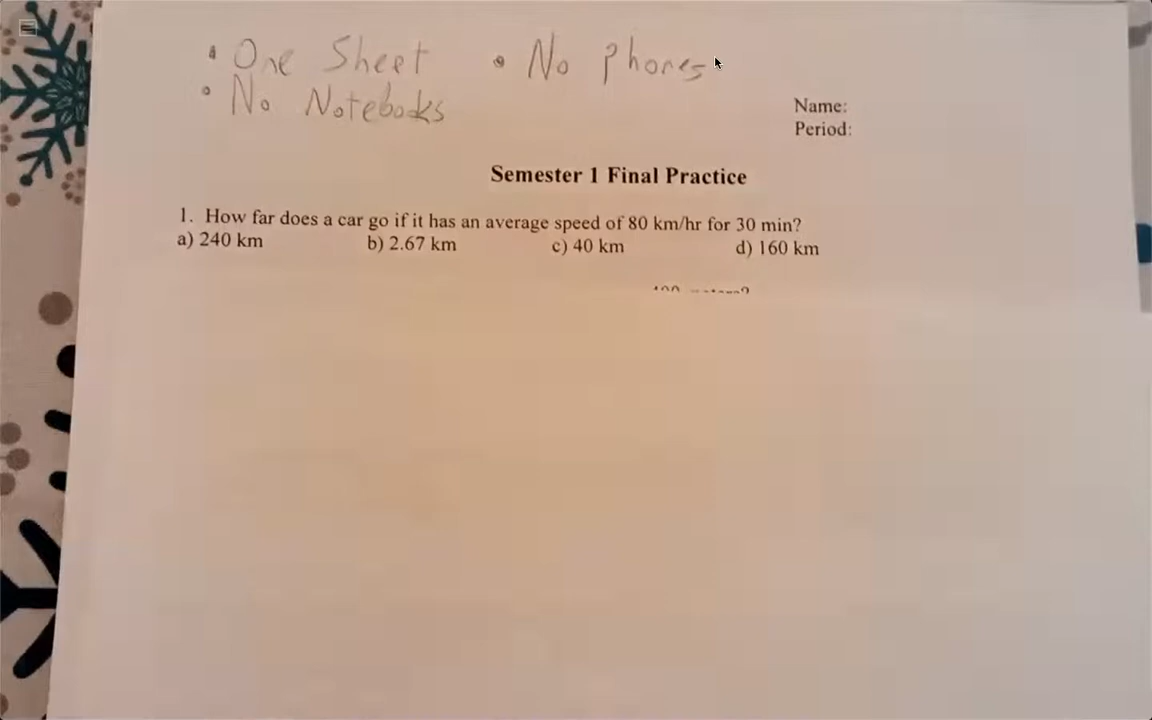 • One Sheet • No Phones
• No Notebooks
Name:
Period:
Semester 1 Final Practice
1. How far does a car go if it has an average speed of 80 km/hr for 30 min?
a) 240 km b) 2.67 km c) 40 km d) 160 km